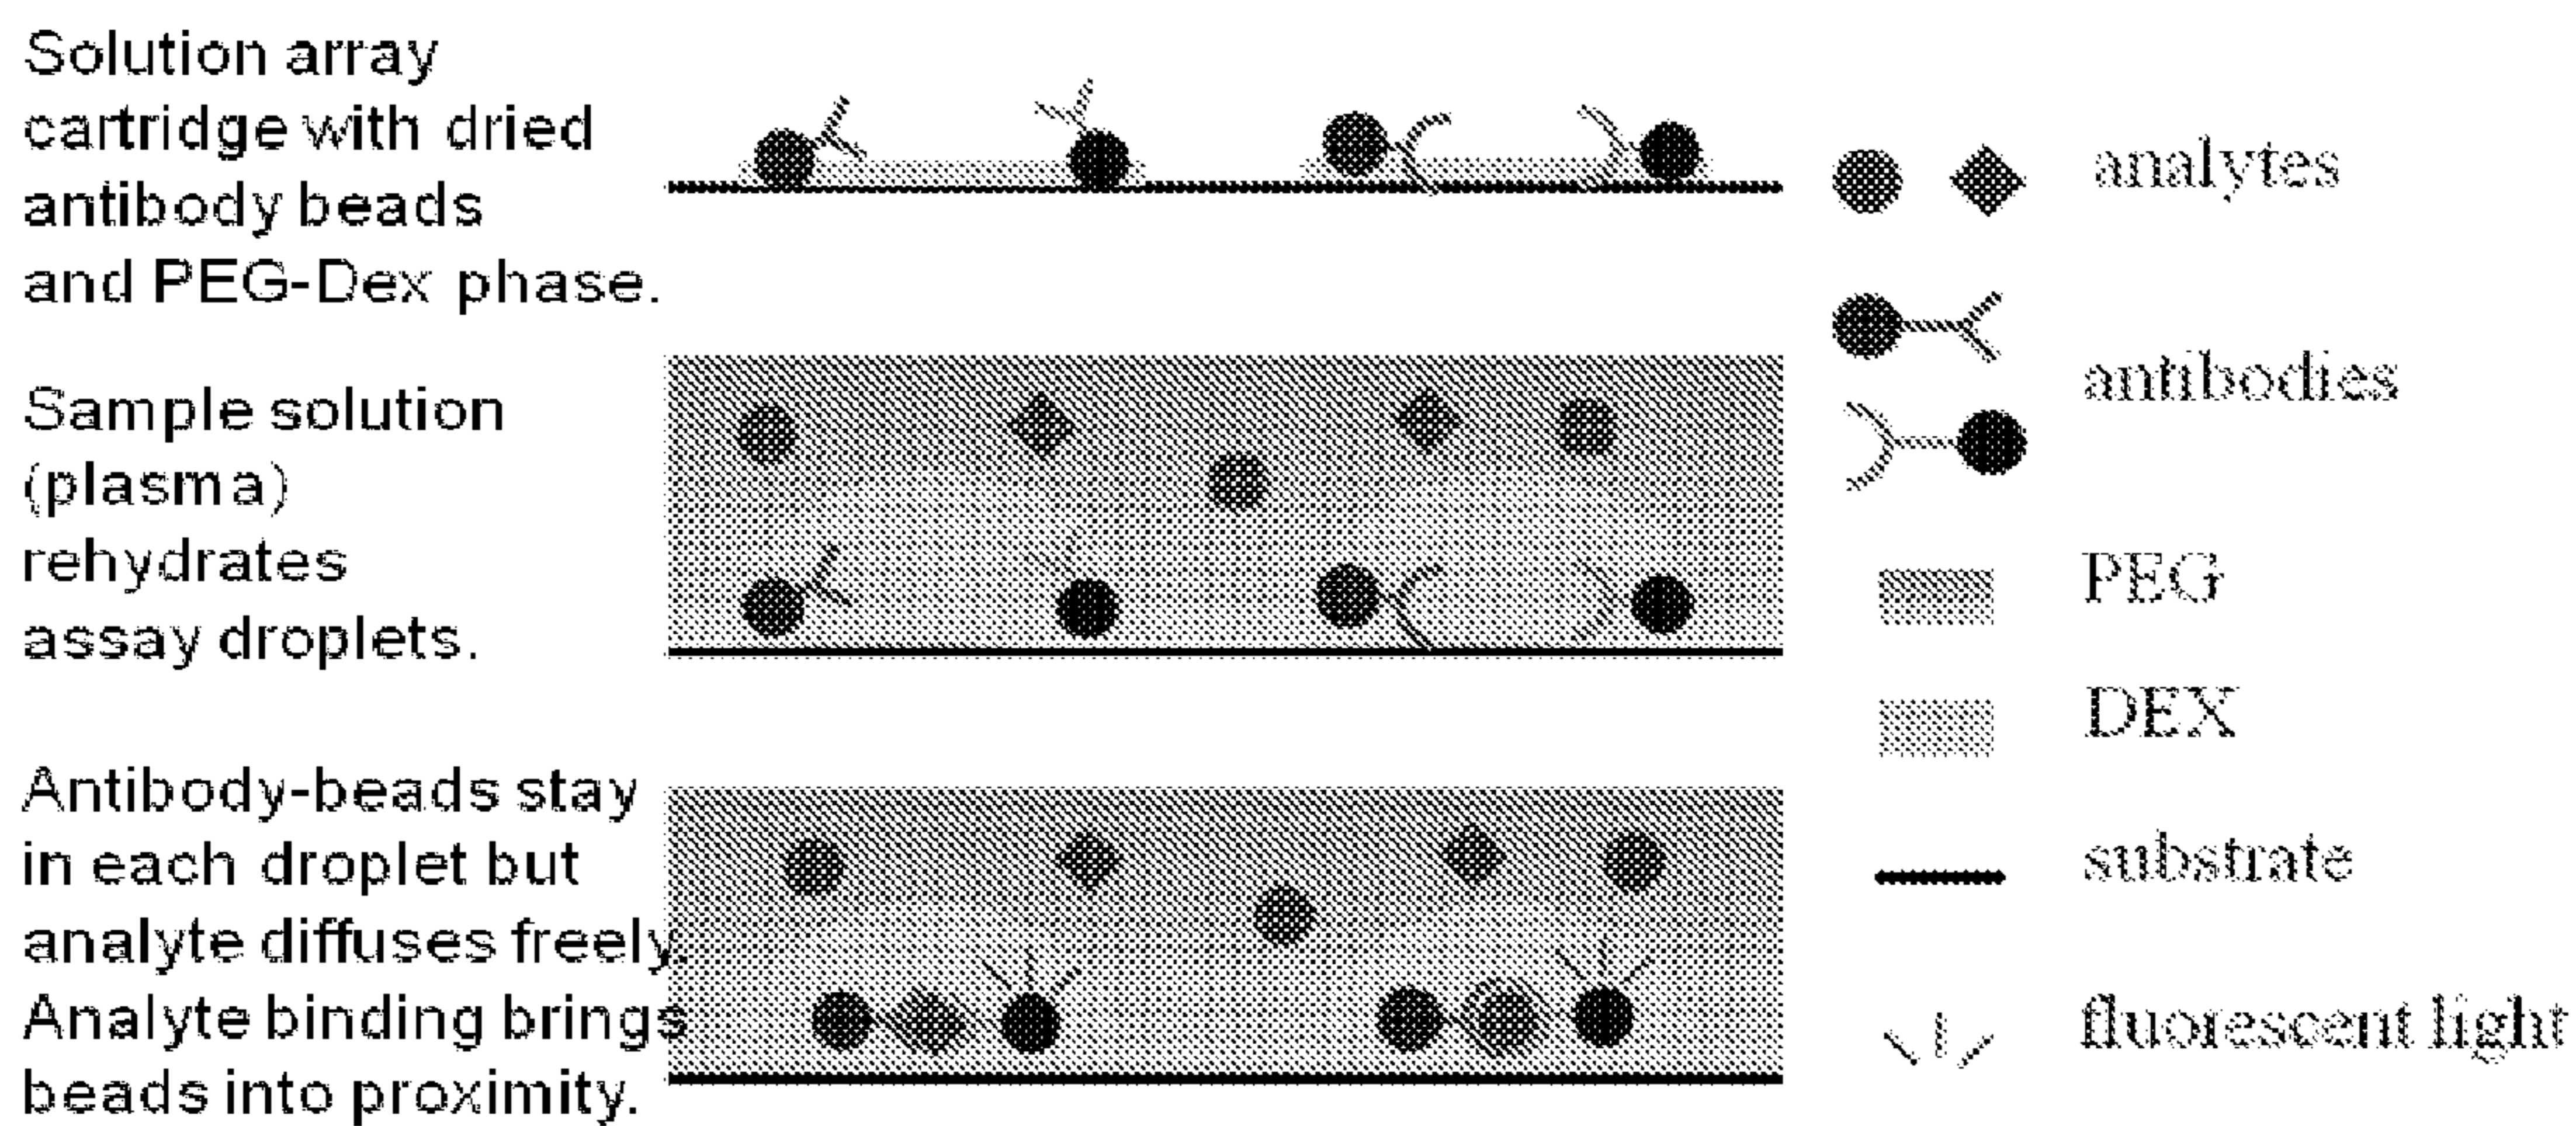 Solution array
cartridge with dried
antibody beads
and PEG-Dex phase.
Sample solution
(plasma)
rehydrates
assay droplets.
Antibody-beads stay
in each droplet but
analyte diffuses freely.
Analyte binding brings
beads into proximity.
analytes
antibodies
PEG
DEX
substrate
fluorescent light